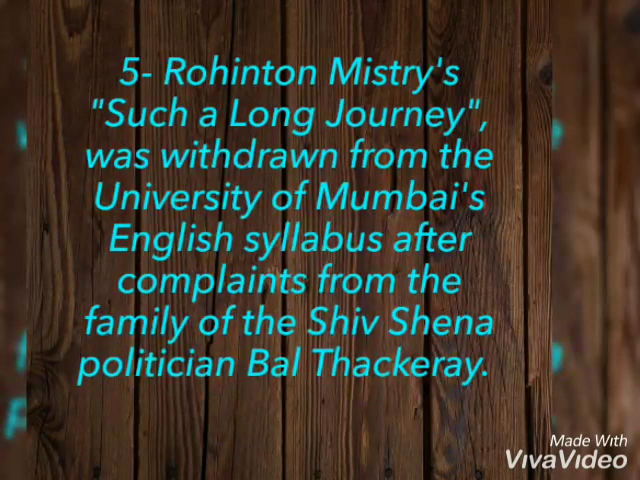 5- Rohinton Mistry's
"Such a Long Journey",
was withdrawn from the
University of Mumbai's
English syllabus after
complaints from the
family of the Shiv Shena
politician Bal Thackeray.
Made With
VivaVideo